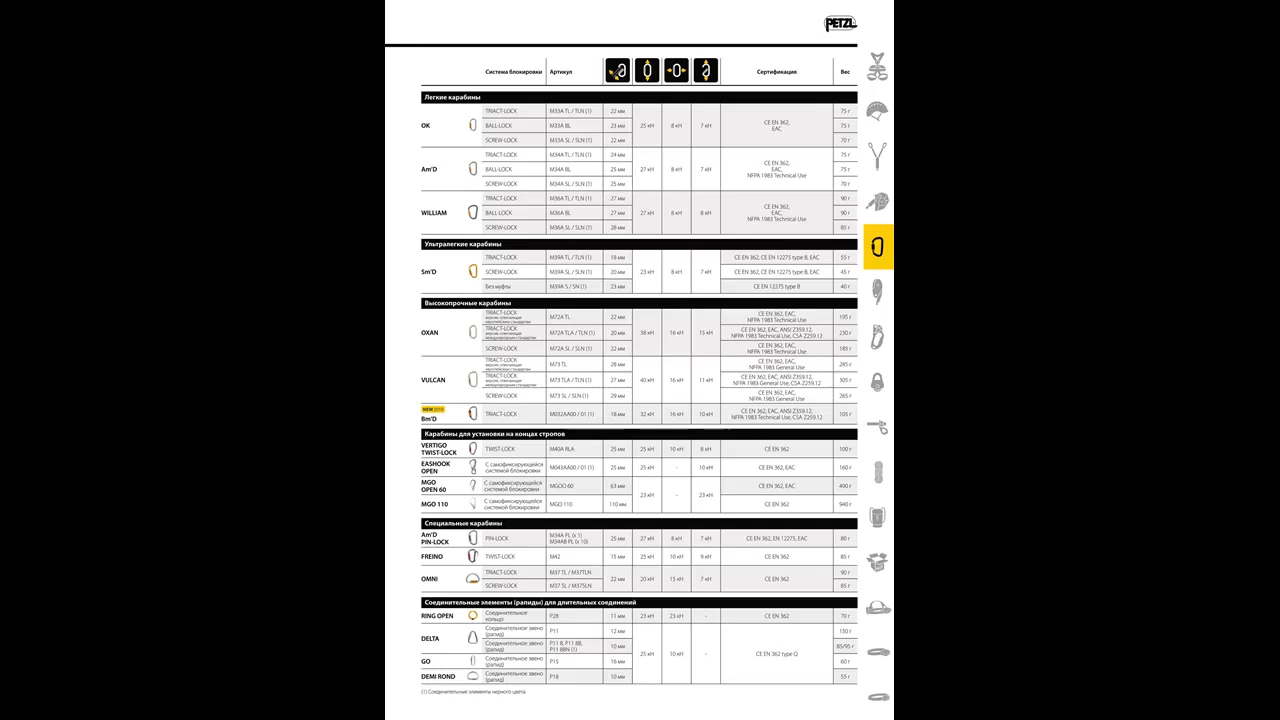 PETZL
Система блокировки Артикул Сертификация Вес
Легкие карабины
TRIACT-LOCK M33A TL / TLN (1) 22 мм 75 г
OK BALL-LOCK M33A BL 23 мм 25 кН 8 кН 7 кН CE EN 362, EAC 75 г
SCREW-LOCK M33A SL / SLN (1) 22 мм 70 г
TRIACT-LOCK M34A TL / TLN (1) 24 мм 75 г
Am'D BALL-LOCK M34A BL 25 мм 27 кН 8 кН 7 кН CE EN 362, EAC, NFPA 1983 Technical Use 75 г
SCREW-LOCK M34A SL / SLN (1) 25 мм 70 г
TRIACT-LOCK M36A TL / TLN (1) 27 мм 90 г
WILLIAM BALL-LOCK M36A BL 27 мм 27 кН 8 кН 8 кН CE EN 362, EAC, NFPA 1983 Technical Use 90 г
SCREW-LOCK M36A SL / SLN (1) 28 мм 85 г
Ультралегкие карабины
TRIACT-LOCK M39A TL / TLN (1) 18 мм CE EN 362, CE EN 12275 type B, EAC 55 г
Sm'D SCREW-LOCK M39A SL / SLN (1) 20 мм 23 кН 8 кН 7 кН CE EN 362, CE EN 12275 type B, EAC 45 г
Без муфты M39A S / SN (1) 23 мм CE EN 12275 type B 40 г
Высокопрочные карабины
TRIACT-LOCK версия, отвечающая европейским стандартам M72A TL 22 мм CE EN 362, EAC, NFPA 1983 Technical Use 195 г
OXAN TRIACT-LOCK версия, отвечающая международным стандартам M72A TLA / TLN (1) 20 мм 38 кН 16 кН 15 кН CE EN 362, EAC, ANSI Z359.12, NFPA 1983 Technical Use, CSA Z259.12 230 г
SCREW-LOCK M72A SL / SLN (1) 22 мм CE EN 362, EAC, NFPA 1983 Technical Use 185 г
TRIACT-LOCK версия, отвечающая европейским стандартам M73 TL 28 мм CE EN 362, EAC, NFPA 1983 General Use 285 г
VULCAN TRIACT-LOCK версия, отвечающая международным стандартам M73 TLA / TLN (1) 27 мм 40 кН 16 кН 11 кН CE EN 362, EAC, ANSI Z359.12, NFPA 1983 General Use, CSA Z259.12 305 г
SCREW-LOCK M73 SL / SLN (1) 29 мм CE EN 362, EAC, NFPA 1983 General Use 265 г
NEW
Bm'D TRIACT-LOCK M032AA00 / 01 (1) 18 мм 32 кН 16 кН 10 кН CE EN 362, EAC, ANSI Z359.12, NFPA 1983 Technical Use, CSA Z259.12 105 г
Карабины для установки на концах стропов
VERTIGO TWIST-LOCK TWIST-LOCK M40A RLA 25 мм 25 кН 10 кН 8 кН CE EN 362 100 г
EASHOOK OPEN С самофиксирующейся системой блокировки M043AA00 / 01 (1) 25 мм 25 кН - 10 кН CE EN 362, EAC 160 г
MGO OPEN 60 С самофиксирующейся системой блокировки MGOO 60 63 мм 23 кН - 23 кН CE EN 362, EAC 490 г
MGO 110 С самофиксирующейся системой блокировки MGO 110 110 мм CE EN 362 940 г
Специальные карабины
Am'D PIN-LOCK PIN-LOCK M34A PL (x 1) M34AB PL (x 10) 25 мм 27 кН 8 кН 7 кН CE EN 362, EN 12275, EAC 80 г
FREINO TWIST-LOCK M42 15 мм 25 кН 10 кН 9 кН CE EN 362 85 г
OMNI TRIACT-LOCK M37 TL / M37TLN 22 мм 20 кН 15 кН 7 кН CE EN 362 90 г
SCREW-LOCK M37 SL / M37SLN 85 г
Соединительные элементы (рапиды) для длительных соединений
RING OPEN Соединительное кольцо P28 11 мм 23 кН 23 кН - CE EN 362 70 г
DELTA Соединительное звено (рапид) P11 12 мм 25 кН 10 кН - CE EN 362 type Q 150 г
Соединительное звено (рапид) P11 8, P11 8B, P11 8BN (1) 10 мм 85/95 г
GO Соединительное звено (рапид) P15 16 мм 60 г
DEMI ROND Соединительное звено (рапид) P18 10 мм 55 г
(1) Соединительные элементы черного цвета.